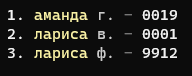 1. аманда г. – 0019
2. лариса в. – 0001
3. лариса ф. – 9912